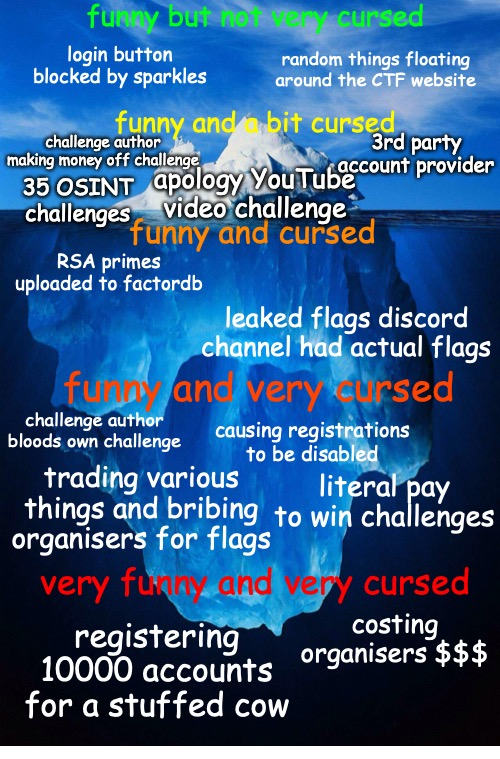 funny but not very cursed
login button
blocked by sparkles
random things floating
around the CTF website
funny and a bit cursed
challenge author
making money off challenge
3rd party
account provider
35 OSINT
challenges
apology YouTube
video challenge
funny and cursed
RSA primes
uploaded to factordb
leaked flags discord
channel had actual flags
funny and very cursed
challenge author
bloods own challenge
causing registrations
to be disabled
trading various
things and bribing
organisers for flags
literal pay
to win challenges
very funny and very cursed
registering
10000 accounts
for a stuffed cow
costing
organisers $$$